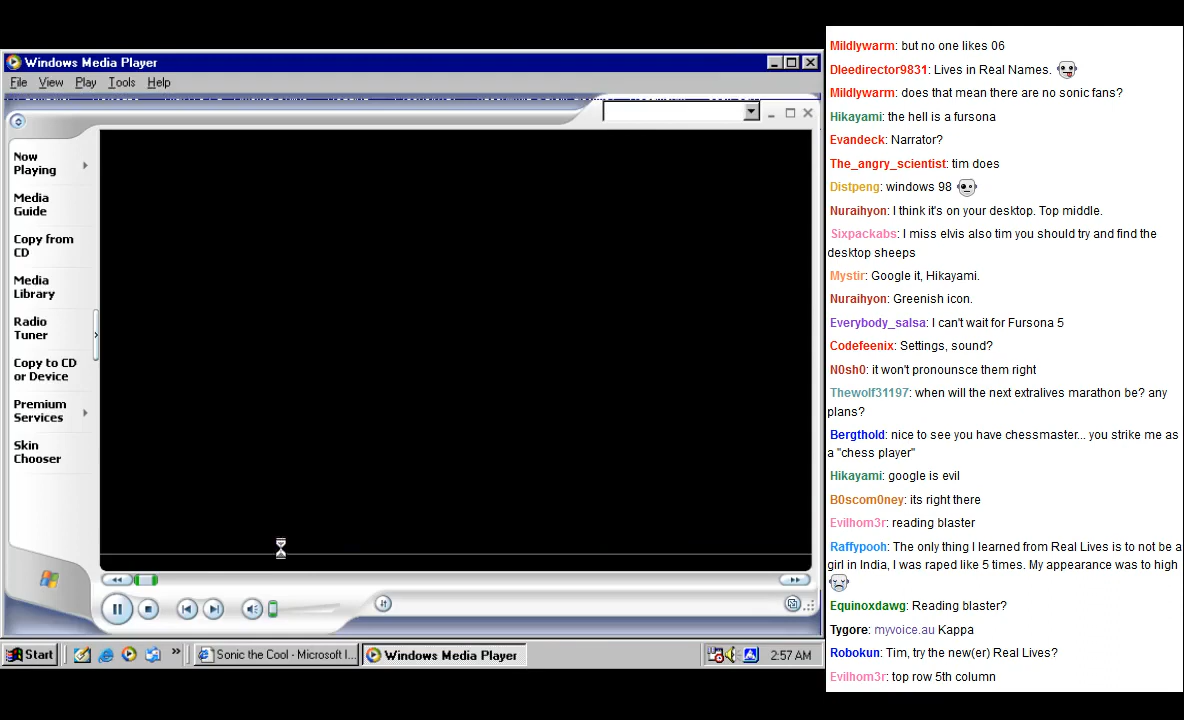 Windows Media Player
File View Play Tools Help
Now
Playing
Media
Guide
Copy from
CD
Media
Library
Radio
Tuner
Copy to CD
or Device
Premium
Services
Skin
Chooser
Start
Sonic the Cool - Microsoft I...
Windows Media Player
2:57 AM
Mildlywarm: but no one likes 06
Dleedirector9831: Lives in Real Names.
Mildlywarm: does that mean there are no sonic fans?
Hikayami: the hell is a fursona
Evandeck: Narrator?
The_angry_scientist: tim does
Distpeng: windows 98
Nuraihyon: I think it's on your desktop. Top middle.
Sixpackabs: I miss elvis also tim you should try and find the
desktop sheeps
Mystir: Google it, Hikayami.
Nuraihyon: Greenish icon.
Everybody_salsa: I can't wait for Fursona 5
Codefeenix: Settings, sound?
N0sh0: it won't pronounsce them right
Thewolf31197: when will the next extralives marathon be? any
plans?
Bergthold: nice to see you have chessmaster... you strike me as
a "chess player"
Hikayami: google is evil
B0scom0ney: its right there
Evilhom3r: reading blaster
Raffypooh: The only thing I learned from Real Lives is to not be a
girl in India, I was raped like 5 times. My appearance was to high
Equinoxdawg: Reading blaster?
Tygore: myvoice.au Kappa
Robokun: Tim, try the new(er) Real Lives?
Evilhom3r: top row 5th column